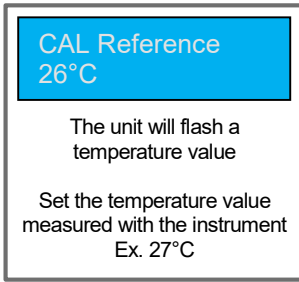 CAL Reference
26°C
The unit will flash a
temperature value
Set the temperature value
measured with the instrument
Ex. 27°C